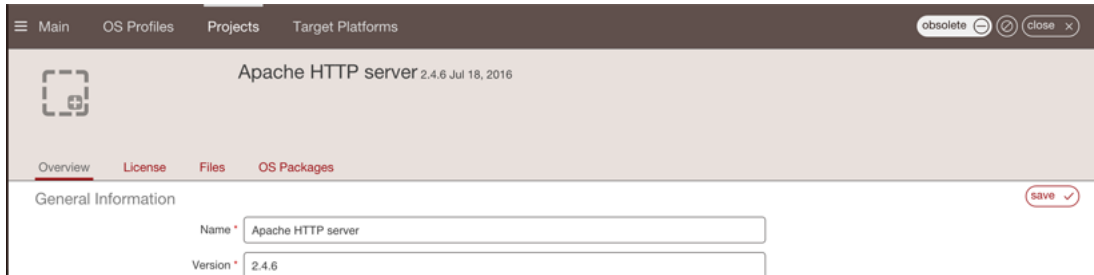 Main OS Profiles Projects Target Platforms obsolete close ×
Apache HTTP server 2.4.6 Jul 18, 2016
Overview License Files OS Packages
General Information save ✓
Name * Apache HTTP server
Version * 2.4.6